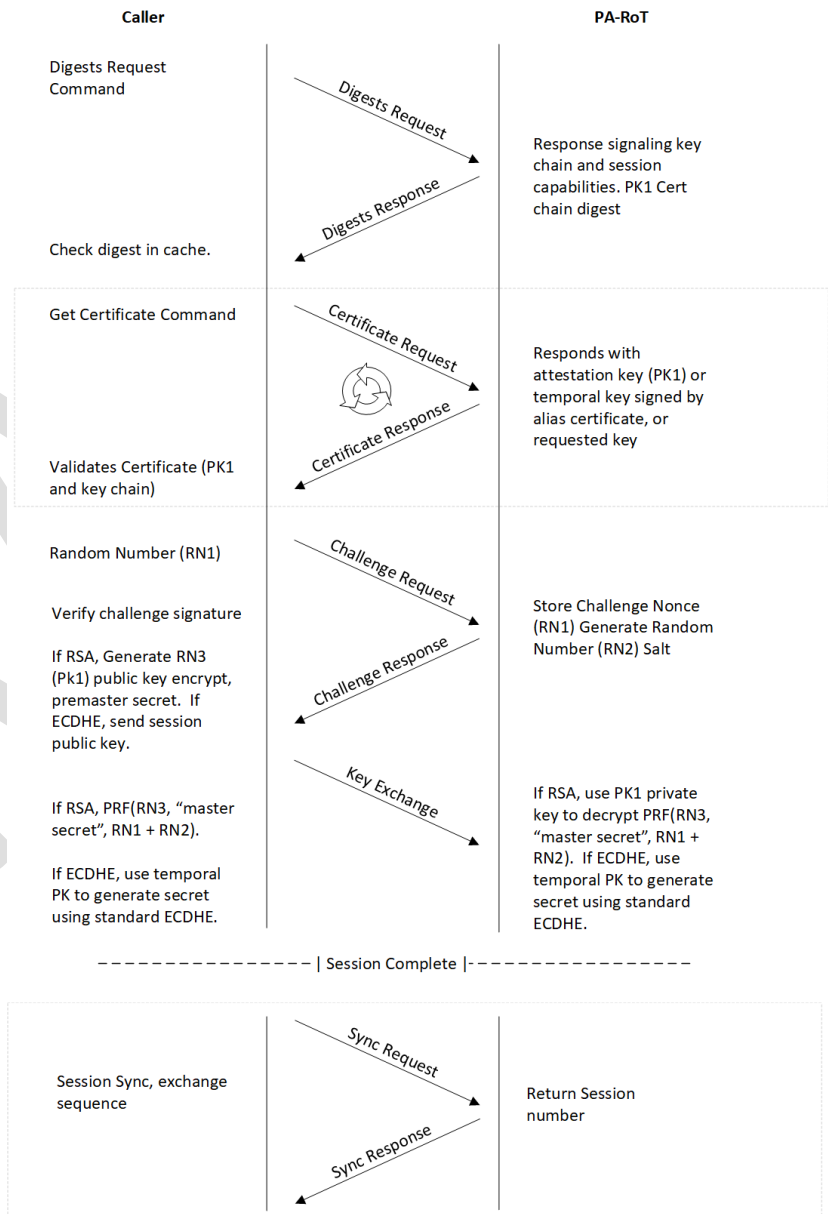 Caller
PA-RoT
Digests Request
Command
Digests Request
Response signaling key
chain and session
capabilities. PK1 Cert
chain digest
Digests Response
Check digest in cache.
Get Certificate Command
Certificate Request
Responds with
attestation key (PK1) or
temporal key signed by
alias certificate, or
requested key
Certificate Response
Validates Certificate (PK1
and key chain)
Random Number (RN1)
Challenge Request
Store Challenge Nonce
(RN1) Generate Random
Number (RN2) Salt
Verify challenge signature
Challenge Response
If RSA, Generate RN3
(Pk1) public key encrypt,
premaster secret.  If
ECDHE, send session
public key.
Key Exchange
If RSA, PRF(RN3, “master
secret”, RN1 + RN2).
If ECDHE, use temporal
PK to generate secret
using standard ECDHE.
If RSA, use PK1 private
key to decrypt PRF(RN3,
“master secret”, RN1 +
RN2).  If ECDHE, use
temporal PK to generate
secret using standard
ECDHE.
| Session Complete |
Sync Request
Session Sync, exchange
sequence
Return Session
number
Sync Response